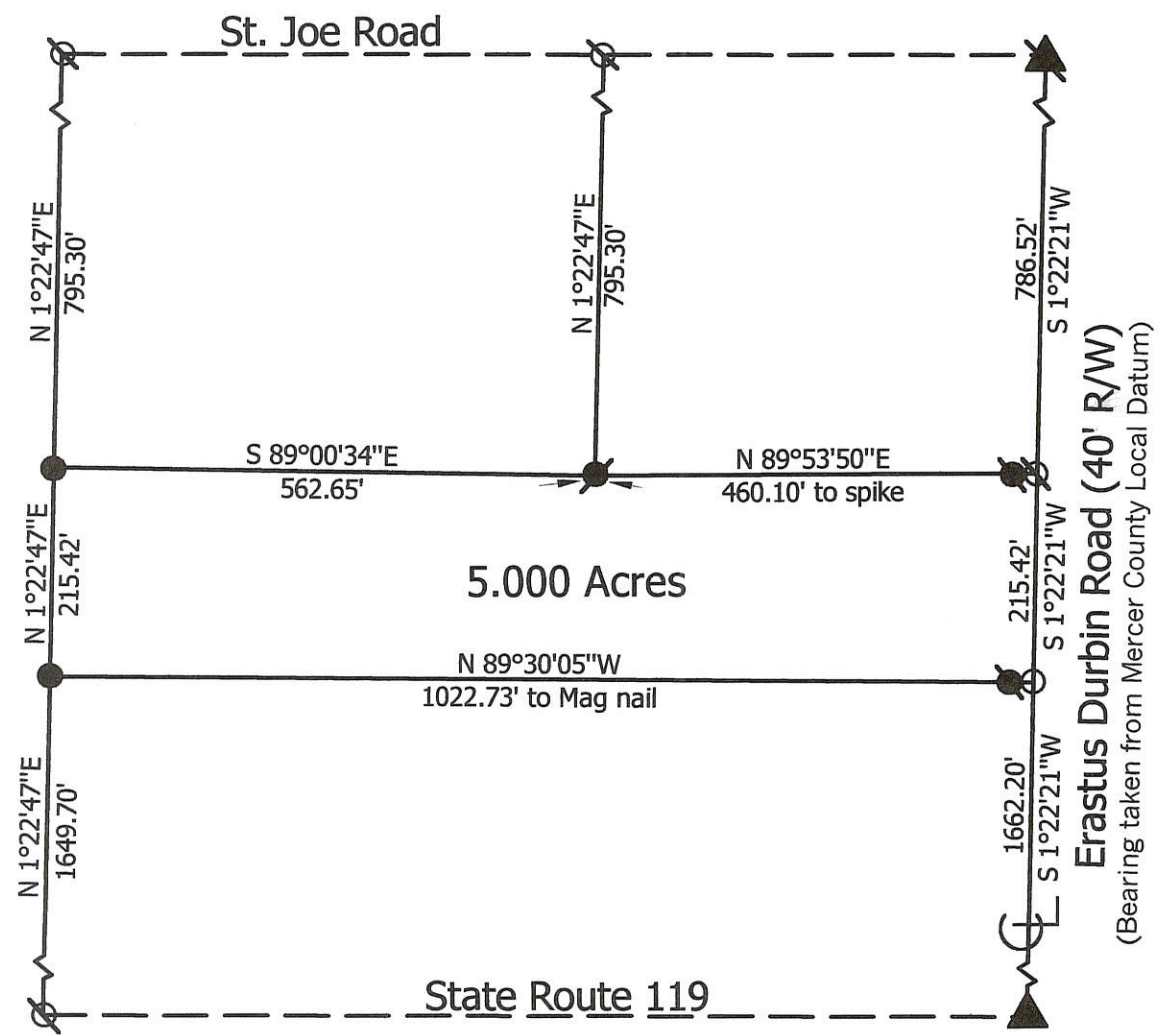 St. Joe Road
N 1°22'47"E
795.30'
N 1°22'47"E
795.30'
786.52'
S 1°22'21"W
S 89°00'34"E
562.65'
N 89°53'50"E
460.10' to spike
N 1°22'47"E
215.42'
5.000 Acres
215.42'
S 1°22'21"W
Erastus Durbin Road (40' R/W)
(Bearing taken from Mercer County Local Datum)
N 89°30'05"W
1022.73' to Mag nail
N 1°22'47"E
1649.70'
1662.20'
S 1°22'21"W
State Route 119